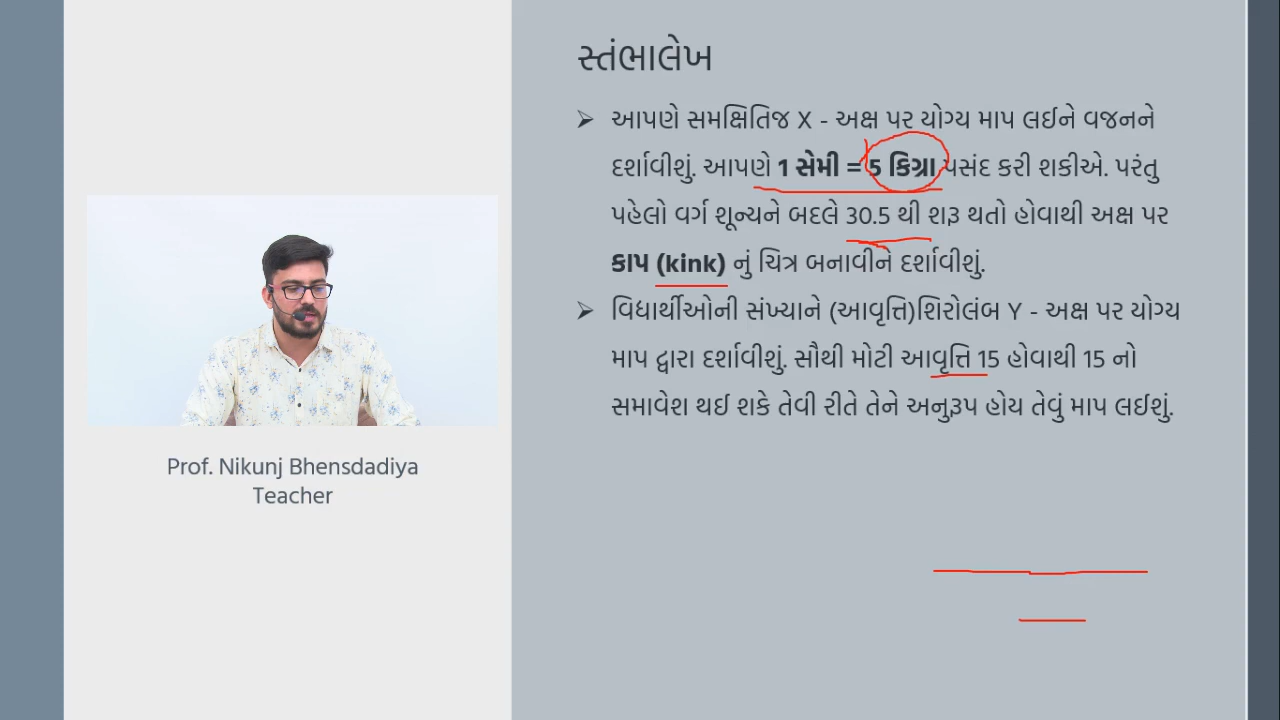 સ્તંભાલેખ
➢ આપણે સમક્ષિતિજ X - અક્ષ પર યોગ્ય માપ લઈને વજનને
દર્શાવીશું. આપણે 1 સેમી = 5 કિગ્રા પસંદ કરી શકીએ. પરંતુ
પહેલો વર્ગ શૂન્યને બદલે 30.5 થી શરૂ થતો હોવાથી અક્ષ પર
કાપ (kink) નું ચિત્ર બનાવીને દર્શાવીશું.
➢ વિદ્યાર્થીઓની સંખ્યાને (આવૃત્તિ)શિરોલંબ Y - અક્ષ પર યોગ્ય
માપ દ્વારા દર્શાવીશું. સૌથી મોટી આવૃત્તિ 15 હોવાથી 15 નો
સમાવેશ થઈ શકે તેવી રીતે તેને અનુરૂપ હોય તેવું માપ લઈશું.
Prof. Nikunj Bhensdadiya
Teacher